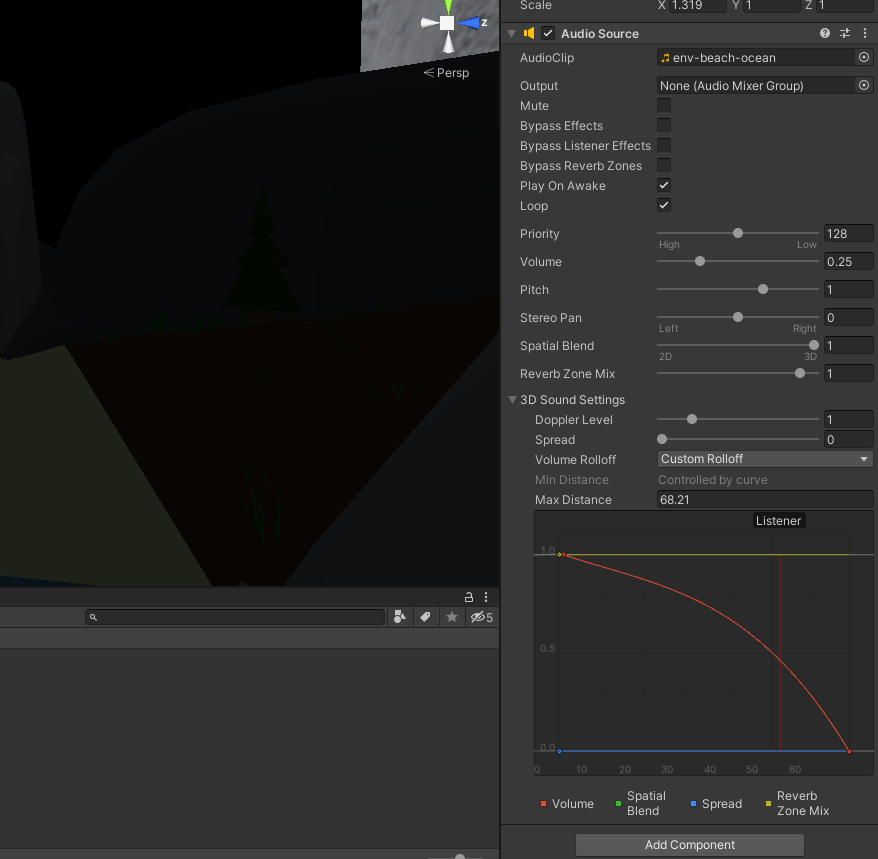 Scale X 1.319 Y 1 Z 1
z
Persp
Audio Source
AudioClip env-beach-ocean
Output None (Audio Mixer Group)
Mute
Bypass Effects
Bypass Listener Effects
Bypass Reverb Zones
Play On Awake
Loop
Priority 128
High Low
Volume 0.25
Pitch 1
Stereo Pan 0
Left Right
Spatial Blend 1
2D 3D
Reverb Zone Mix 1
3D Sound Settings
Doppler Level 1
Spread 0
Volume Rolloff Custom Rolloff
Min Distance Controlled by curve
Max Distance 68.21
Listener
1.0
0.5
0.0
0 10 20 30 40 50 60
5
Volume
Spatial
Blend
Spread
Reverb
Zone Mix
Add Component